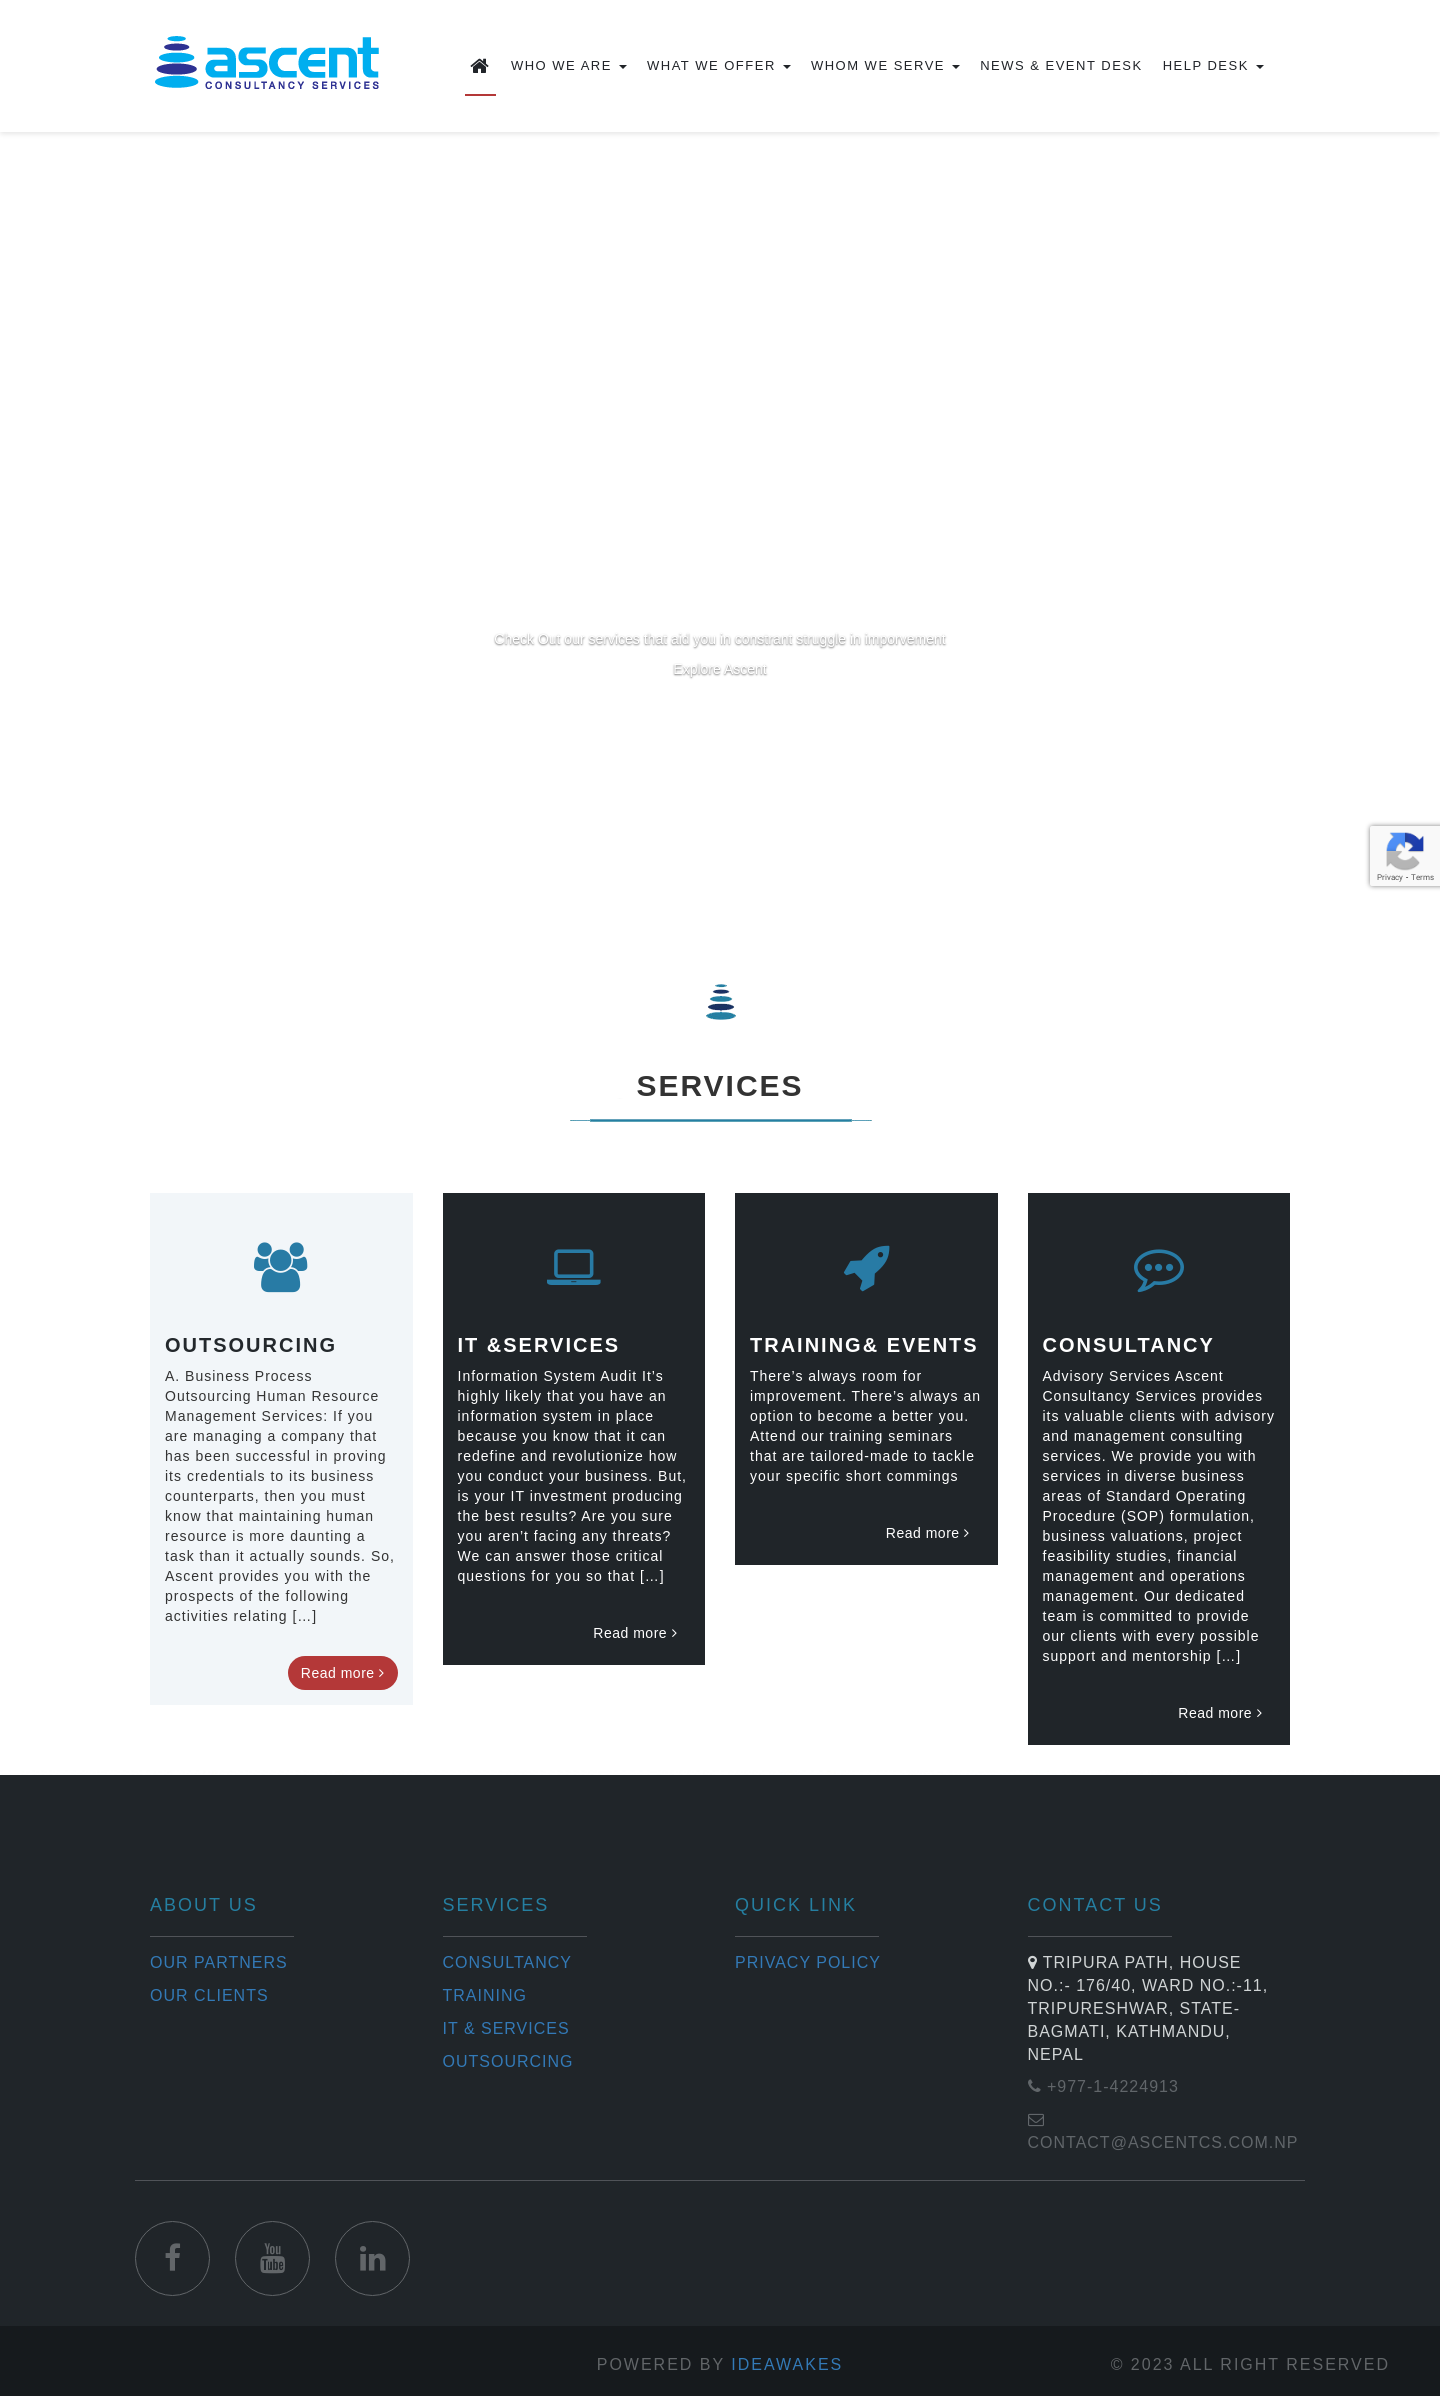 ascent
CONSULTANCY SERVICES
WHO WE ARE
WHAT WE OFFER
WHOM WE SERVE
NEWS & EVENT DESK
HELP DESK
Check Out our services that aid you in constrant struggle in imporvement
Explore Ascent
Privacy - Terms
SERVICES
OUTSOURCING
A. Business Process
Outsourcing Human Resource
Management Services: If you
are managing a company that
has been successful in proving
its credentials to its business
counterparts, then you must
know that maintaining human
resource is more daunting a
task than it actually sounds. So,
Ascent provides you with the
prospects of the following
activities relating […]
Read more
IT &SERVICES
Information System Audit It’s
highly likely that you have an
information system in place
because you know that it can
redefine and revolutionize how
you conduct your business. But,
is your IT investment producing
the best results? Are you sure
you aren’t facing any threats?
We can answer those critical
questions for you so that […]
Read more
TRAINING& EVENTS
There’s always room for
improvement. There’s always an
option to become a better you.
Attend our training seminars
that are tailored-made to tackle
your specific short commings
Read more
CONSULTANCY
Advisory Services Ascent
Consultancy Services provides
its valuable clients with advisory
and management consulting
services. We provide you with
services in diverse business
areas of Standard Operating
Procedure (SOP) formulation,
business valuations, project
feasibility studies, financial
management and operations
management. Our dedicated
team is committed to provide
our clients with every possible
support and mentorship […]
Read more
ABOUT US
OUR PARTNERS
OUR CLIENTS
SERVICES
CONSULTANCY
TRAINING
IT & SERVICES
OUTSOURCING
QUICK LINK
PRIVACY POLICY
CONTACT US
TRIPURA PATH, HOUSE
NO.:- 176/40, WARD NO.:-11,
TRIPURESHWAR, STATE-
BAGMATI, KATHMANDU,
NEPAL
+977-1-4224913
CONTACT@ASCENTCS.COM.NP
You
Tube
POWERED BY IDEAWAKES
© 2023 ALL RIGHT RESERVED